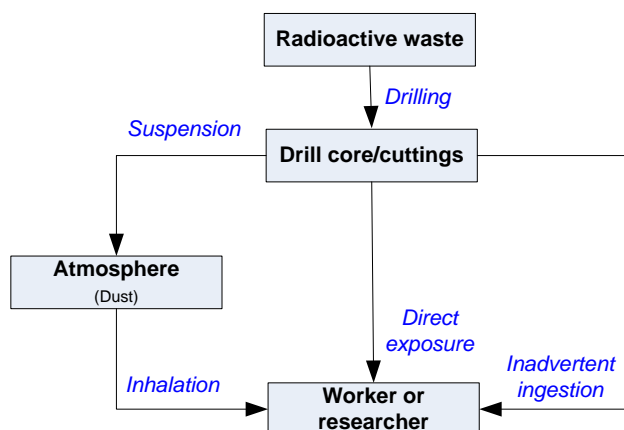 Radioactive waste
Drilling
Suspension
Drill core/cuttings
Atmosphere
(Dust)
Direct
exposure
Inhalation
Inadvertent
ingestion
Worker or
researcher